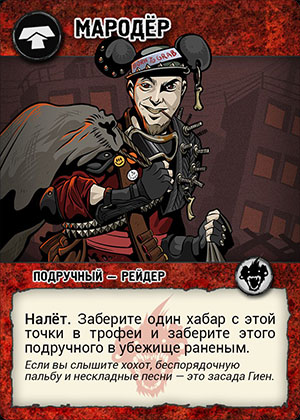 МАРОДЁР
GRAB
ПОДРУЧНЫЙ — РЕЙДЕР
Налёт. Заберите один хабар с этой
точки в трофеи и заберите этого
подручного в убежище раненым.
Если вы слышите хохот, беспорядочную
пальбу и нескладные песни — это засада Гиен.